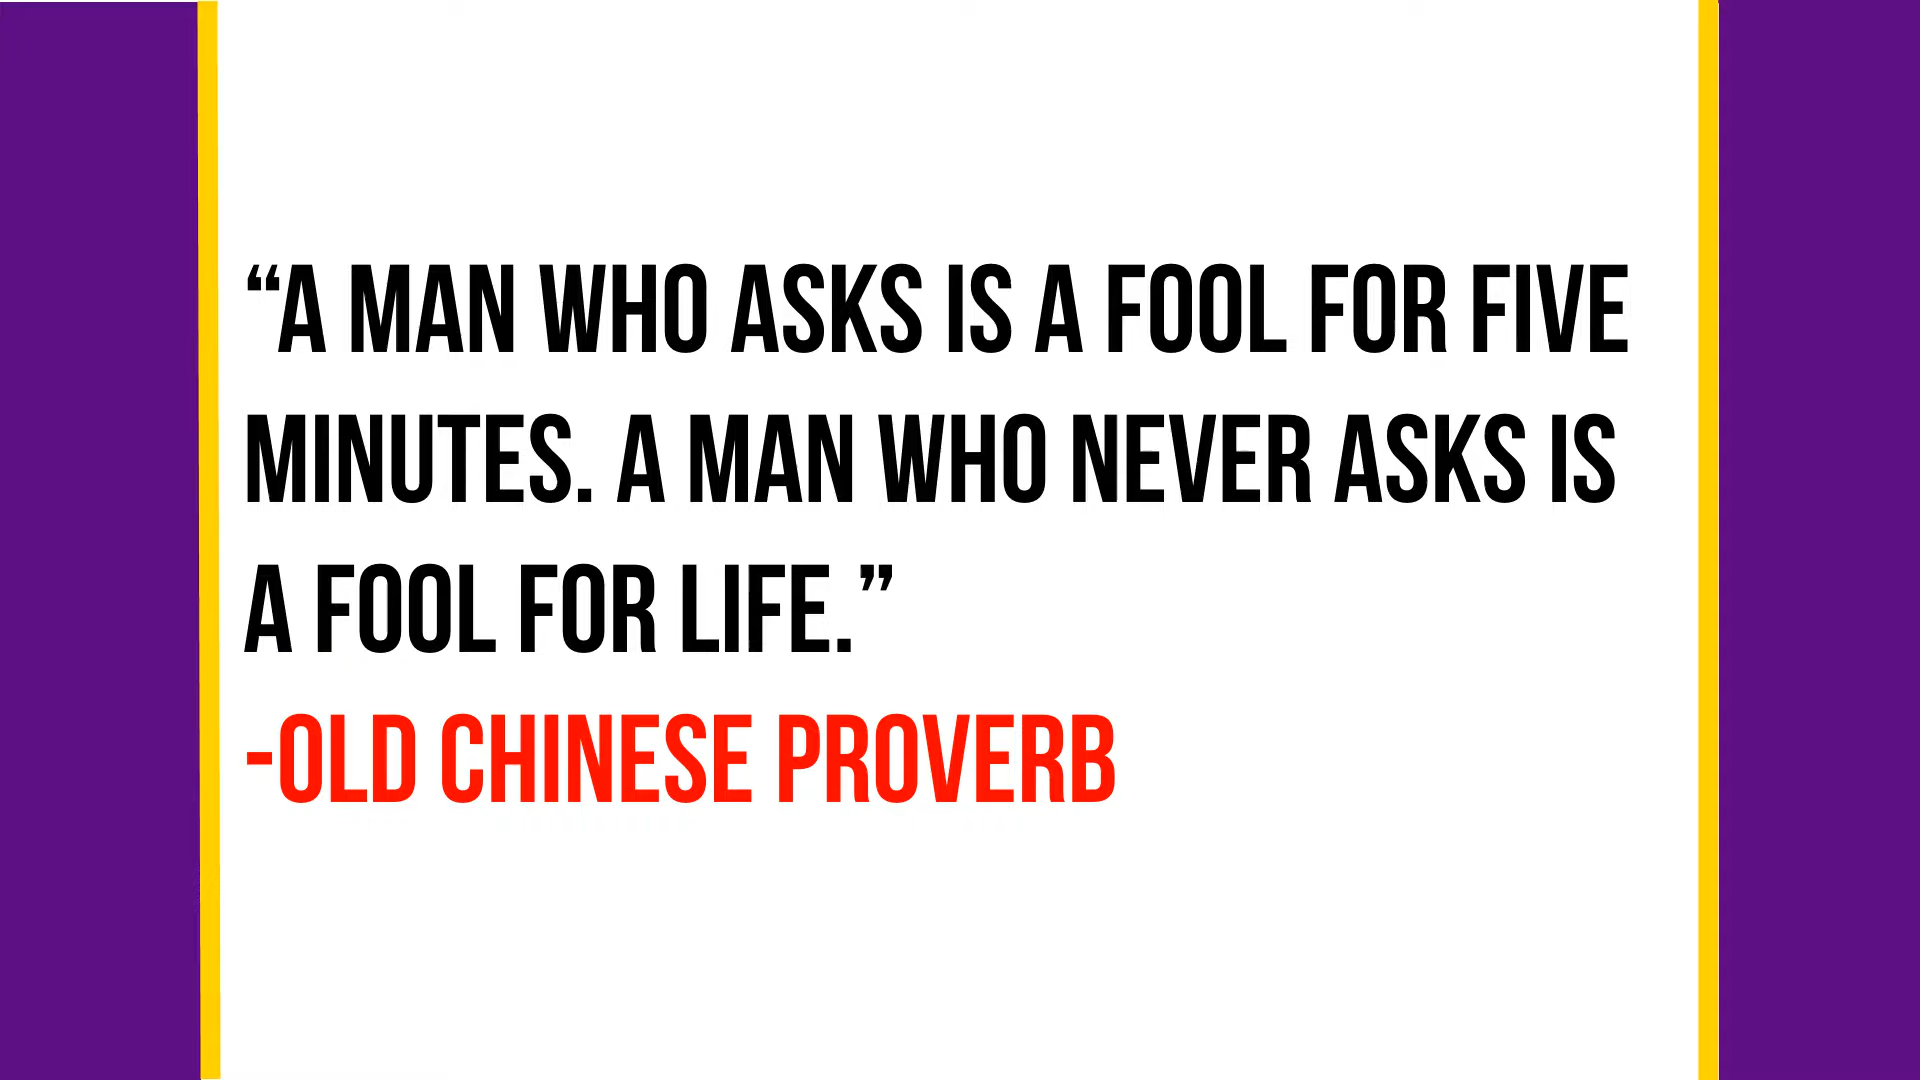 “A MAN WHO ASKS IS A FOOL FOR FIVE
MINUTES. A MAN WHO NEVER ASKS IS
A FOOL FOR LIFE.”
-OLD CHINESE PROVERB